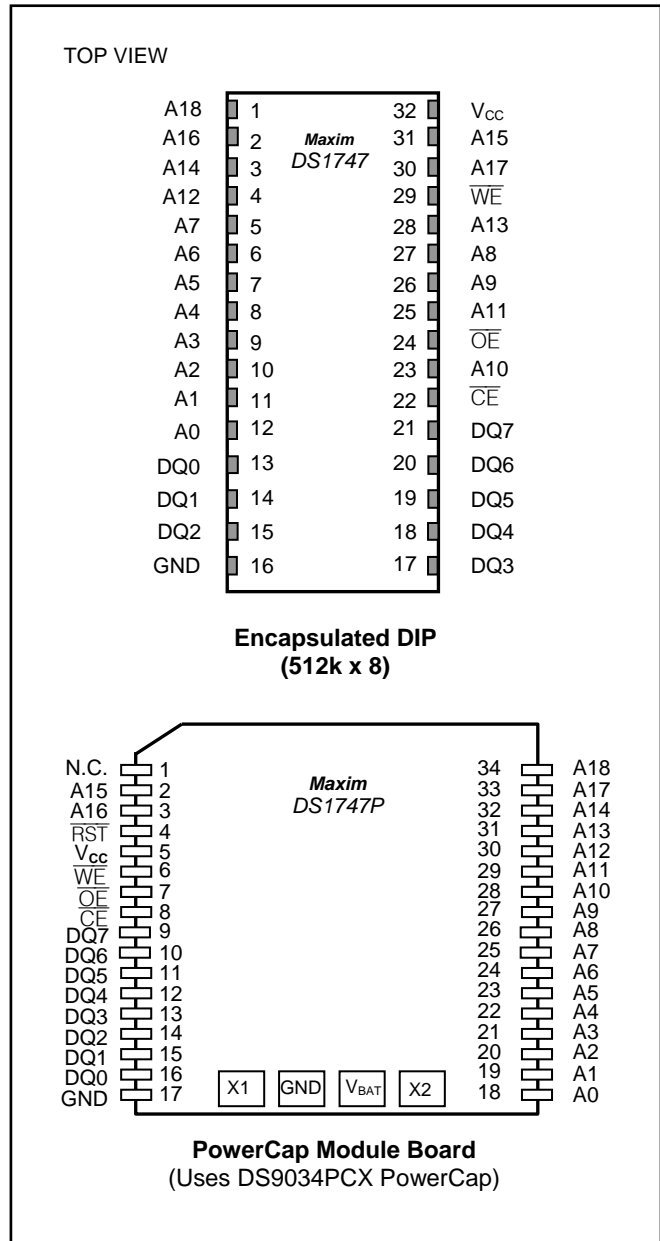 TOP VIEW
A18 1 32 VCC
A16 2 Maxim 31 A15
A14 3 DS1747 30 A17
A12 4 29 W̅E̅
A7 5 28 A13
A6 6 27 A8
A5 7 26 A9
A4 8 25 A11
A3 9 24 O̅E̅
A2 10 23 A10
A1 11 22 C̅E̅
A0 12 21 DQ7
DQ0 13 20 DQ6
DQ1 14 19 DQ5
DQ2 15 18 DQ4
GND 16 17 DQ3
Encapsulated DIP
(512k x 8)
N.C. 1 Maxim 34 A18
A15 2 DS1747P 33 A17
A16 3 32 A14
R̅S̅T̅ 4 31 A13
VCC 5 30 A12
W̅E̅ 6 29 A11
O̅E̅ 7 28 A10
C̅E̅ 8 27 A9
DQ7 9 26 A8
DQ6 10 25 A7
DQ5 11 24 A6
DQ4 12 23 A5
DQ3 13 22 A4
DQ2 14 21 A3
DQ1 15 20 A2
DQ0 16 19 A1
GND 17 X1 GND VBAT X2 18 A0
PowerCap Module Board
(Uses DS9034PCX PowerCap)